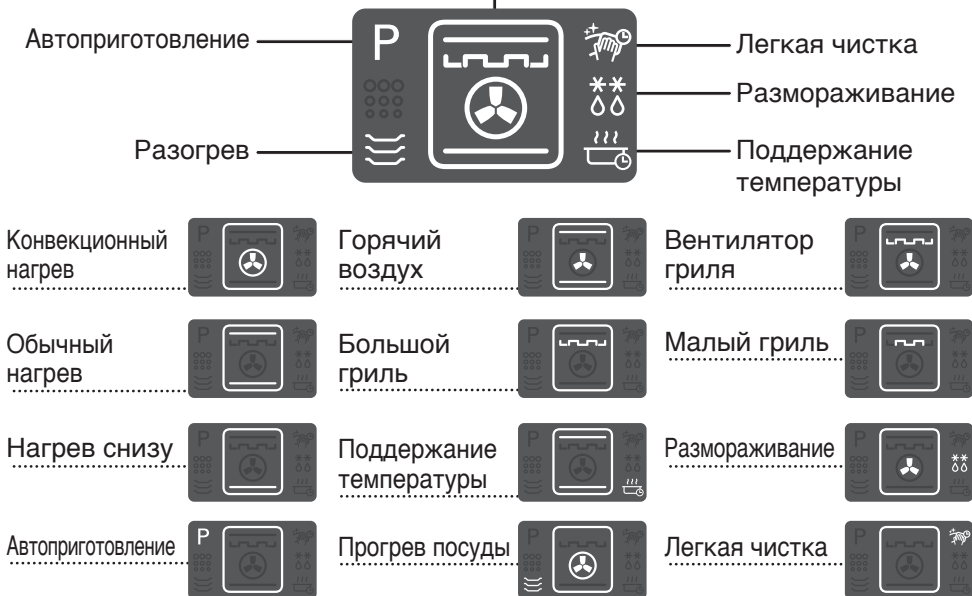 Автоприготовление
P
Легкая чистка
Размораживание
Разогрев
Поддержание
температуры
Конвекционный
нагрев
P
Горячий
воздух
P
Вентилятор
гриля
P
Обычный
нагрев
P
Большой
гриль
P
Малый гриль
P
Нагрев снизу
P
Поддержание
температуры
P
Размораживание
P
Автоприготовление
P
Прогрев посуды
P
Легкая чистка
P